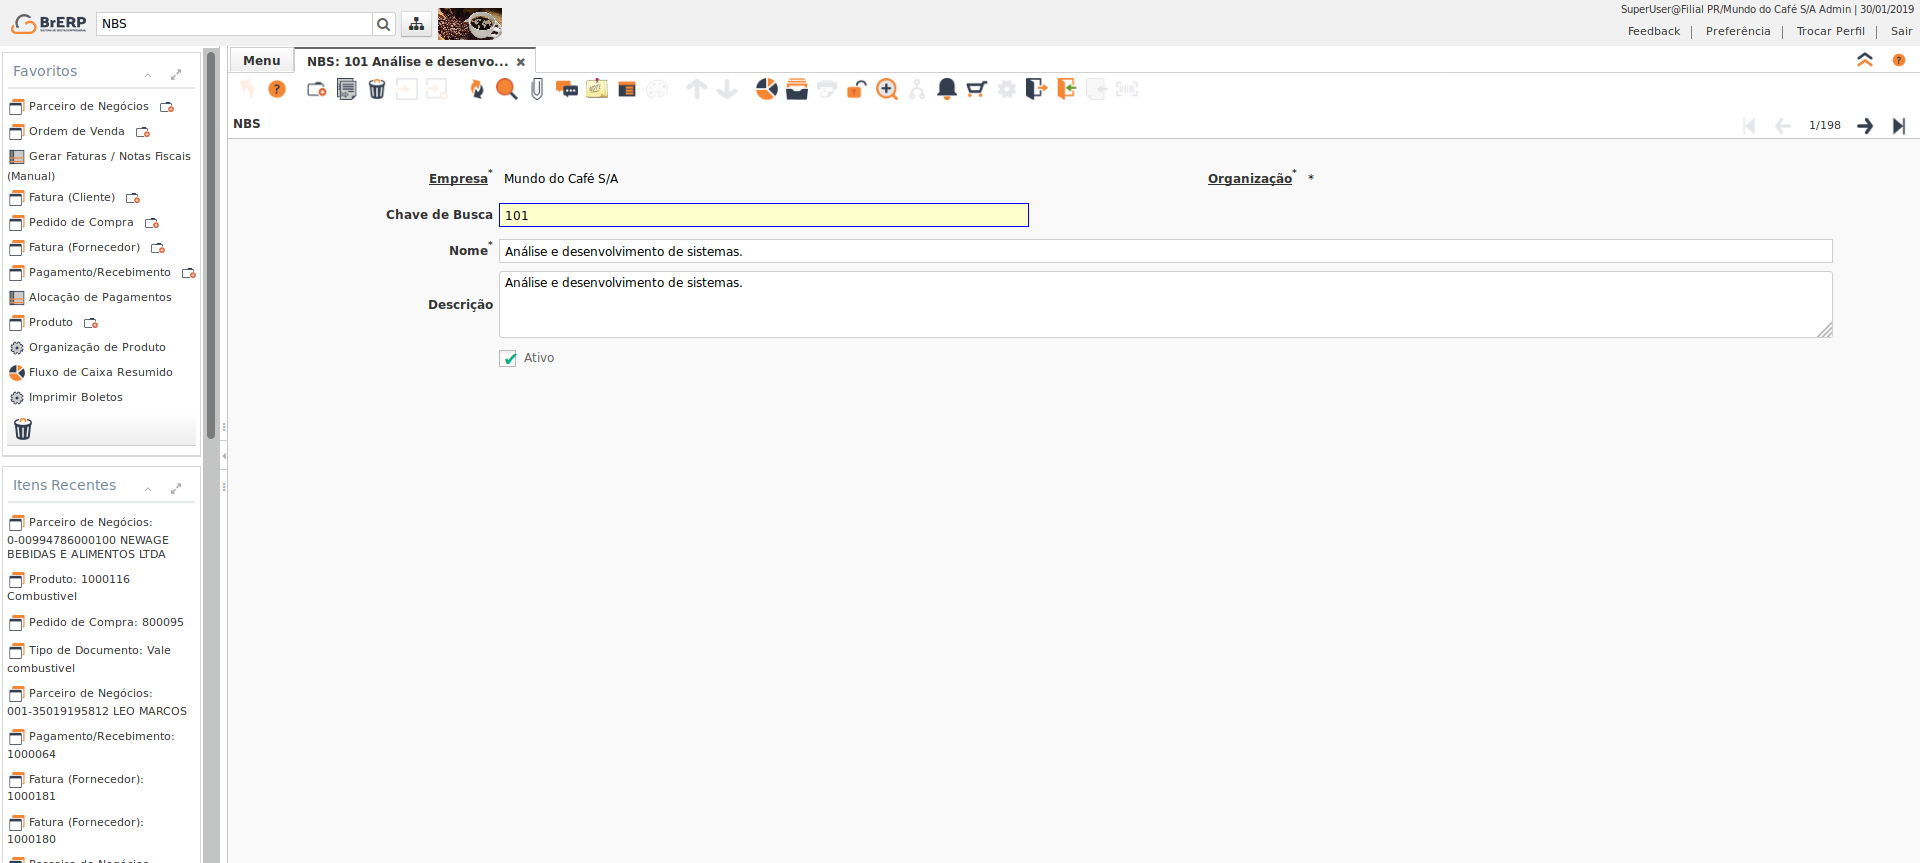 BrERP
NBS
SuperUser@Filial PR/Mundo do Café S/A Admin | 30/01/2019
Feedback | Preferência | Trocar Perfil | Sair
Menu
NBS: 101 Análise e desenvo...
NBS
1/198
Favoritos
Parceiro de Negócios
Ordem de Venda
Gerar Faturas / Notas Fiscais
(Manual)
Fatura (Cliente)
Pedido de Compra
Fatura (Fornecedor)
Pagamento/Recebimento
Alocação de Pagamentos
Produto
Organização de Produto
Fluxo de Caixa Resumido
Imprimir Boletos
Itens Recentes
Parceiro de Negócios:
0-00994786000100 NEWAGE
BEBIDAS E ALIMENTOS LTDA
Produto: 1000116
Combustivel
Pedido de Compra: 800095
Tipo de Documento: Vale
combustivel
Parceiro de Negócios:
001-35019195812 LEO MARCOS
Pagamento/Recebimento:
1000064
Fatura (Fornecedor):
1000181
Fatura (Fornecedor):
1000180
Empresa* Mundo do Café S/A
Organização* *
Chave de Busca 101
Nome* Análise e desenvolvimento de sistemas.
Descrição Análise e desenvolvimento de sistemas.
Ativo